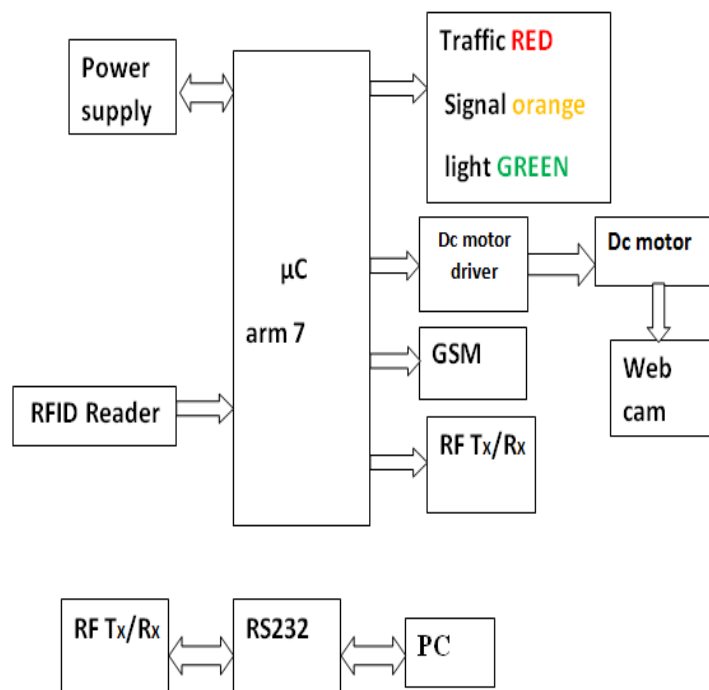 Power
supply
Traffic RED
Signal orange
light GREEN
µC
arm 7
Dc motor
driver
Dc motor
GSM
Web
cam
RFID Reader
RF Tx/Rx
RF Tx/Rx
RS232
PC